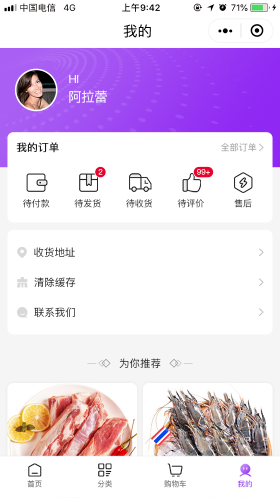 中国电信 4G 上午9:42 71%
我的
HI
阿拉蕾
我的订单 全部订单
2 99+
待付款 待发货 待收货 待评价 售后
收货地址
清除缓存
联系我们
为你推荐
首页 分类 购物车 我的